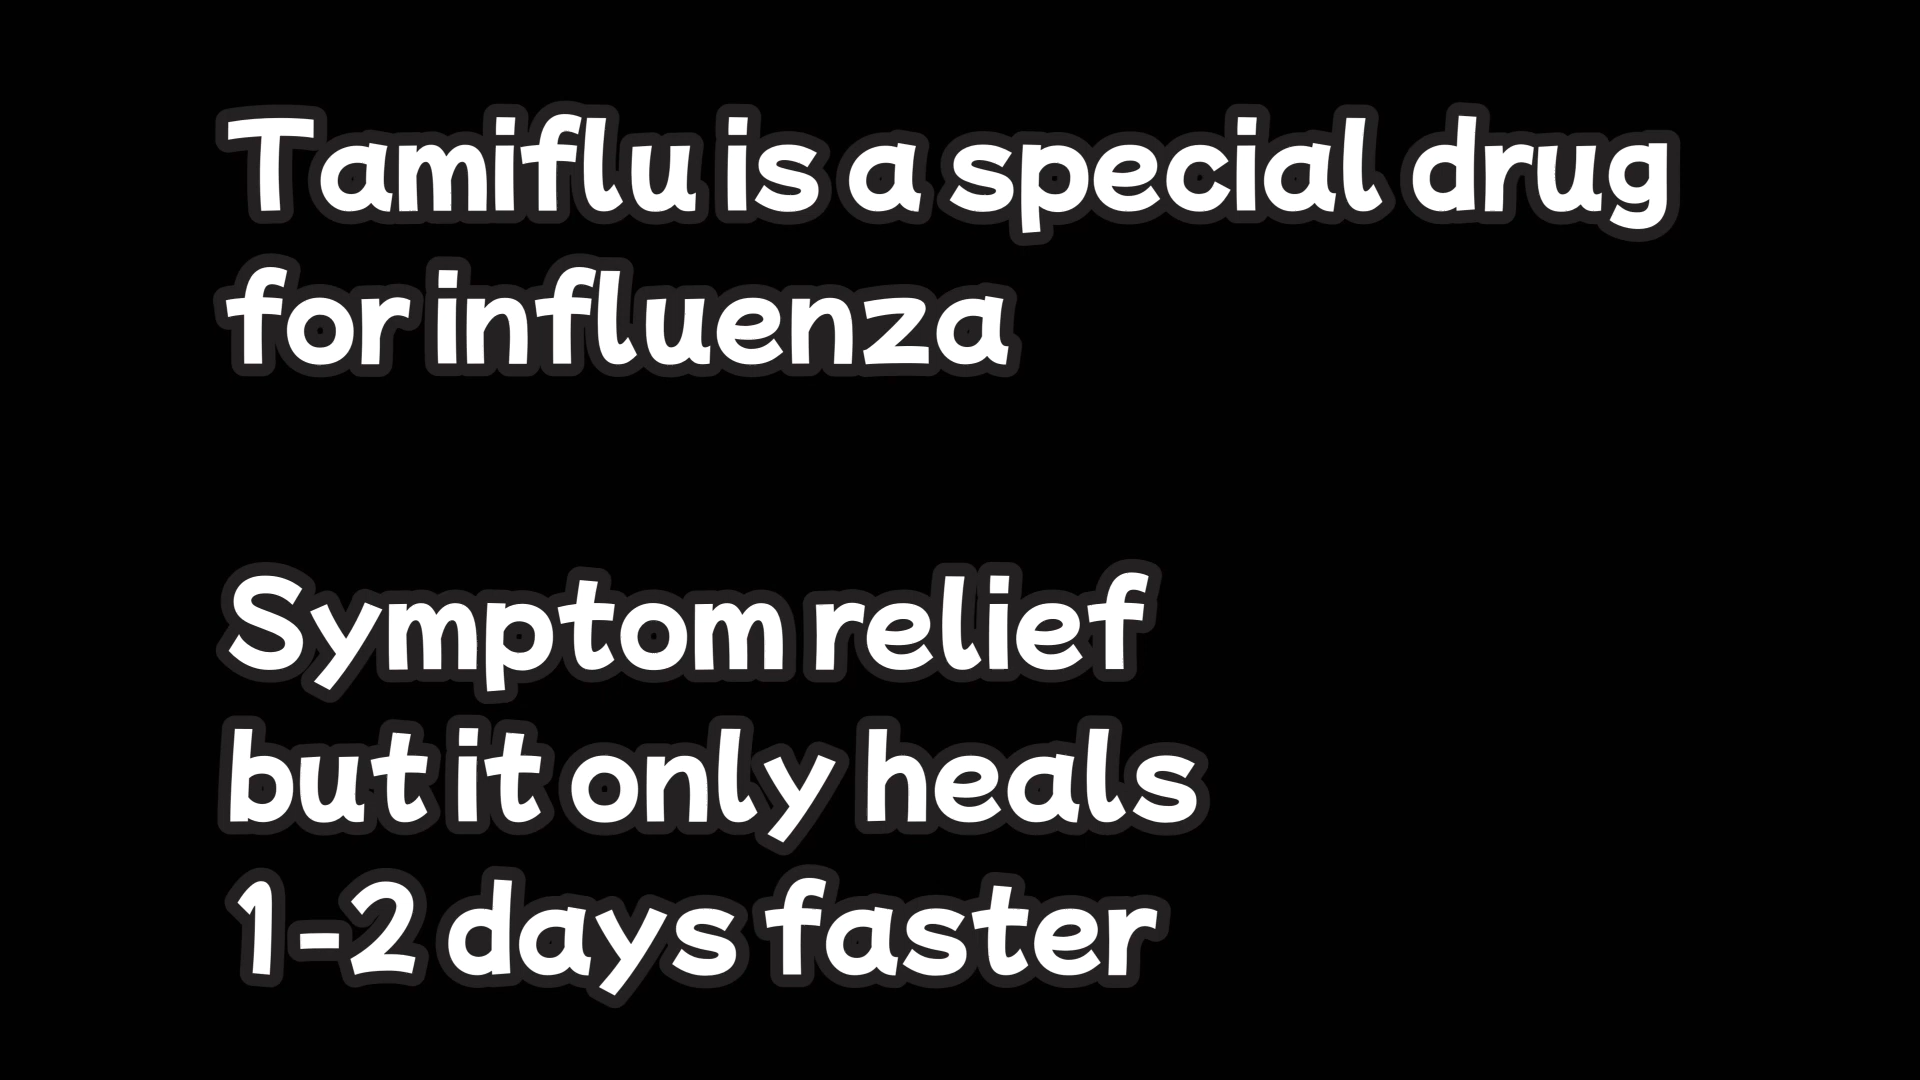 Tamiflu is a special drug
for influenza
Symptom relief
but it only heals
1-2 days faster